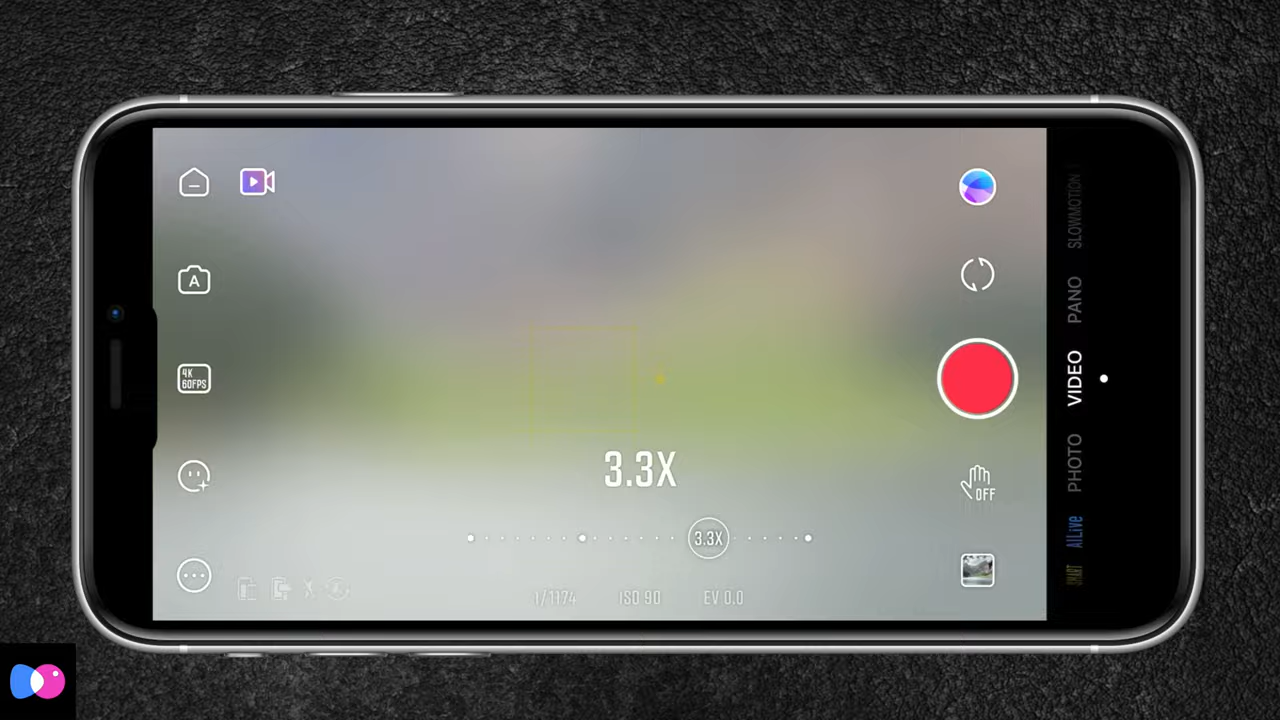 A
4K
60FPS
3.3X
3.3X
1/1174
ISO 90
EV 0.0
OFF
SLOWMOTION
PANO
VIDEO
PHOTO
AILive
SMART